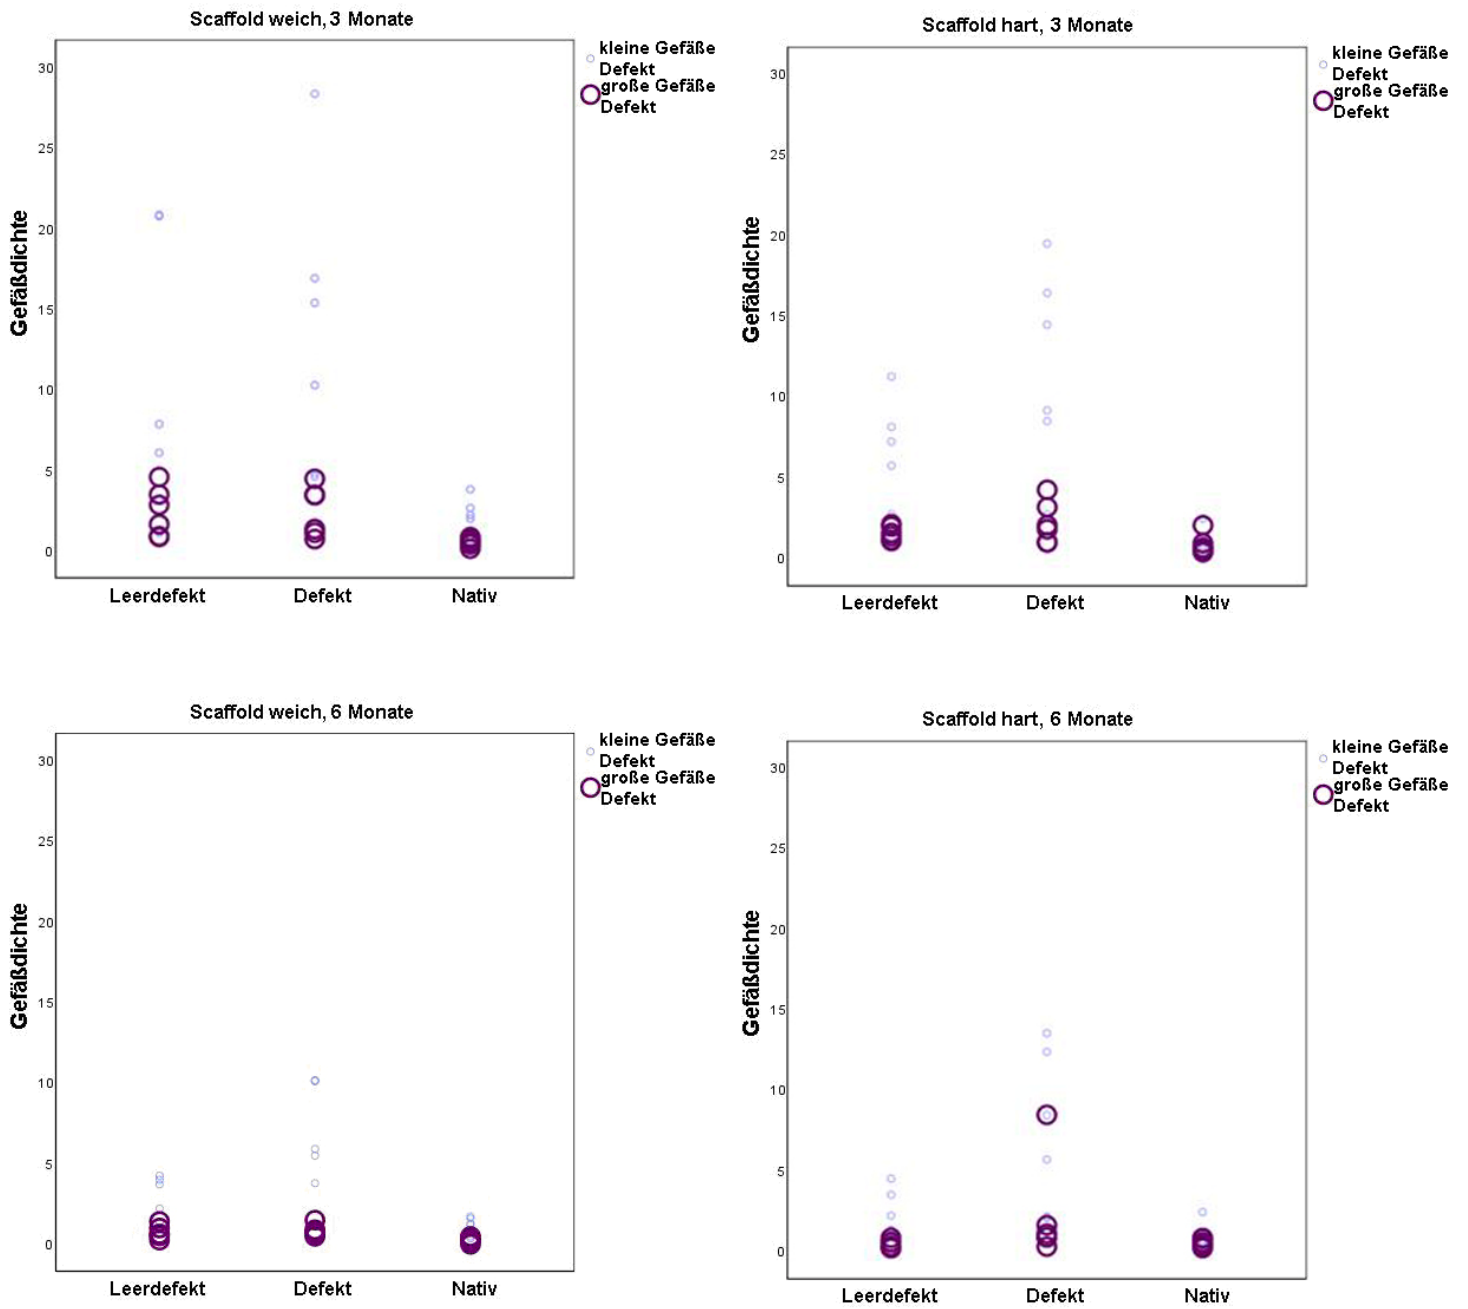 Scaffold weich, 3 Monate
kleine Gefäße
Defekt
große Gefäße
Defekt
30
25
20
15
10
5
0
Gefäßdichte
Leerdefekt Defekt Nativ
Scaffold hart, 3 Monate
kleine Gefäße
Defekt
große Gefäße
Defekt
30
25
20
15
10
5
0
Gefäßdichte
Leerdefekt Defekt Nativ
Scaffold weich, 6 Monate
kleine Gefäße
Defekt
große Gefäße
Defekt
30
25
20
15
10
5
0
Gefäßdichte
Leerdefekt Defekt Nativ
Scaffold hart, 6 Monate
kleine Gefäße
Defekt
große Gefäße
Defekt
30
25
20
15
10
5
0
Gefäßdichte
Leerdefekt Defekt Nativ